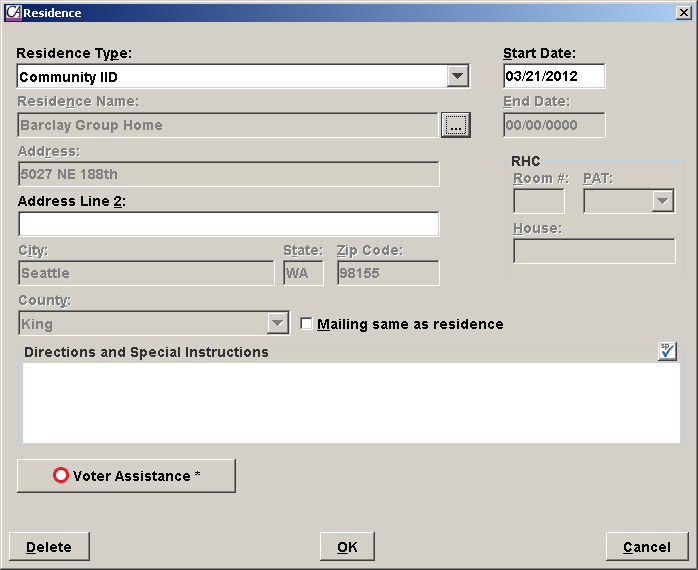 Residence
Residence Type:
Start Date:
Community IID
03/21/2012
Residence Name:
End Date:
Barclay Group Home
...
00/00/0000
Address:
5027 NE 188th
RHC
Room #:
PAT:
Address Line 2:
House:
City:
State:
Zip Code:
Seattle
WA
98155
County:
King
Mailing same as residence
Directions and Special Instructions
sp
Voter Assistance *
Delete
OK
Cancel